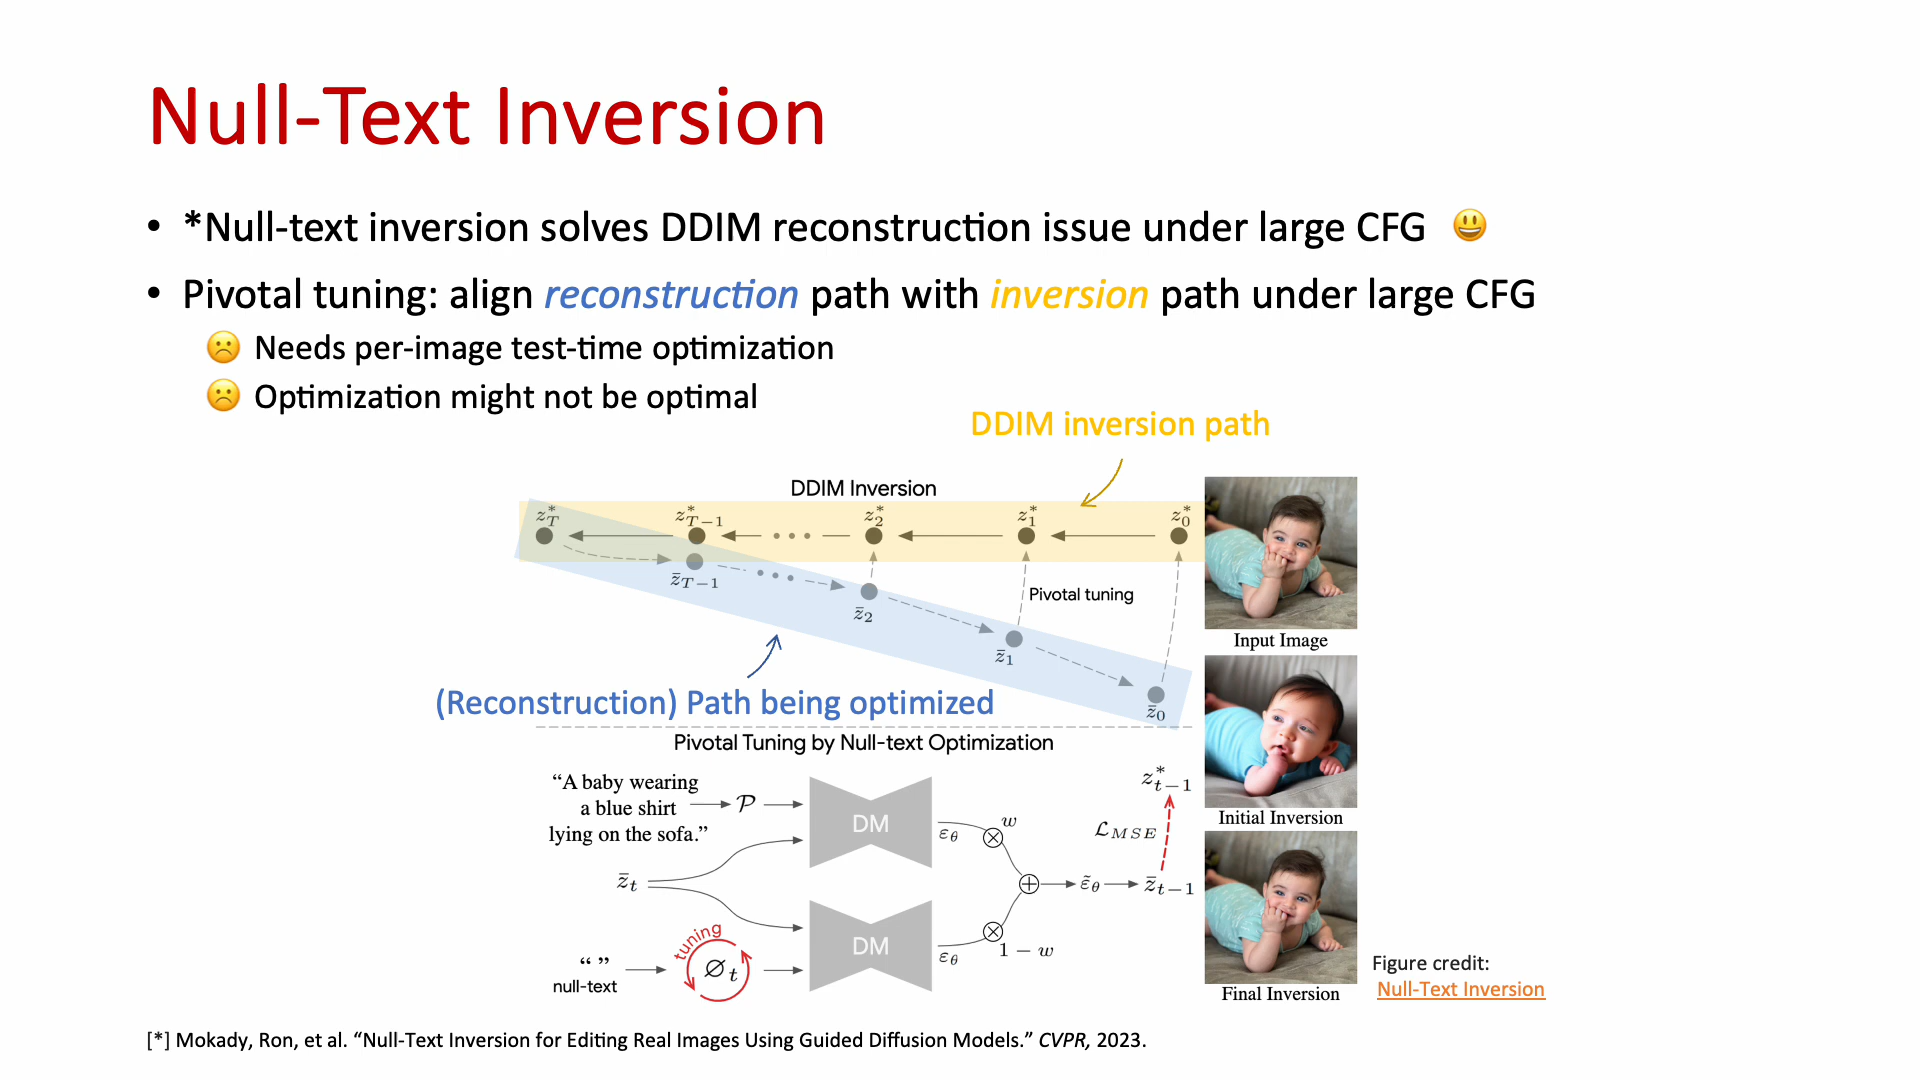 Null-Text Inversion
• *Null-text inversion solves DDIM reconstruction issue under large CFG 😃
• Pivotal tuning: align reconstruction path with inversion path under large CFG
☹️ Needs per-image test-time optimization
☹️ Optimization might not be optimal
DDIM inversion path
DDIM Inversion
z*_T z*_{T−1} z*_2 z*_1 z*_0
z̄_{T−1}
z̄_2
Pivotal tuning
z̄_1
z̄_0
Input Image
(Reconstruction) Path being optimized
Pivotal Tuning by Null-text Optimization
“A baby wearing
a blue shirt
lying on the sofa.”
𝒫
DM
ε_θ
w
z̄_t
ε̃_θ
z̄_{t−1}
ℒ_{MSE}
z*_{t−1}
Initial Inversion
tuning
“ ”
null-text
∅_t
DM
ε_θ
1 − w
Final Inversion
Figure credit:
Null-Text Inversion
[*] Mokady, Ron, et al. “Null-Text Inversion for Editing Real Images Using Guided Diffusion Models.” CVPR, 2023.